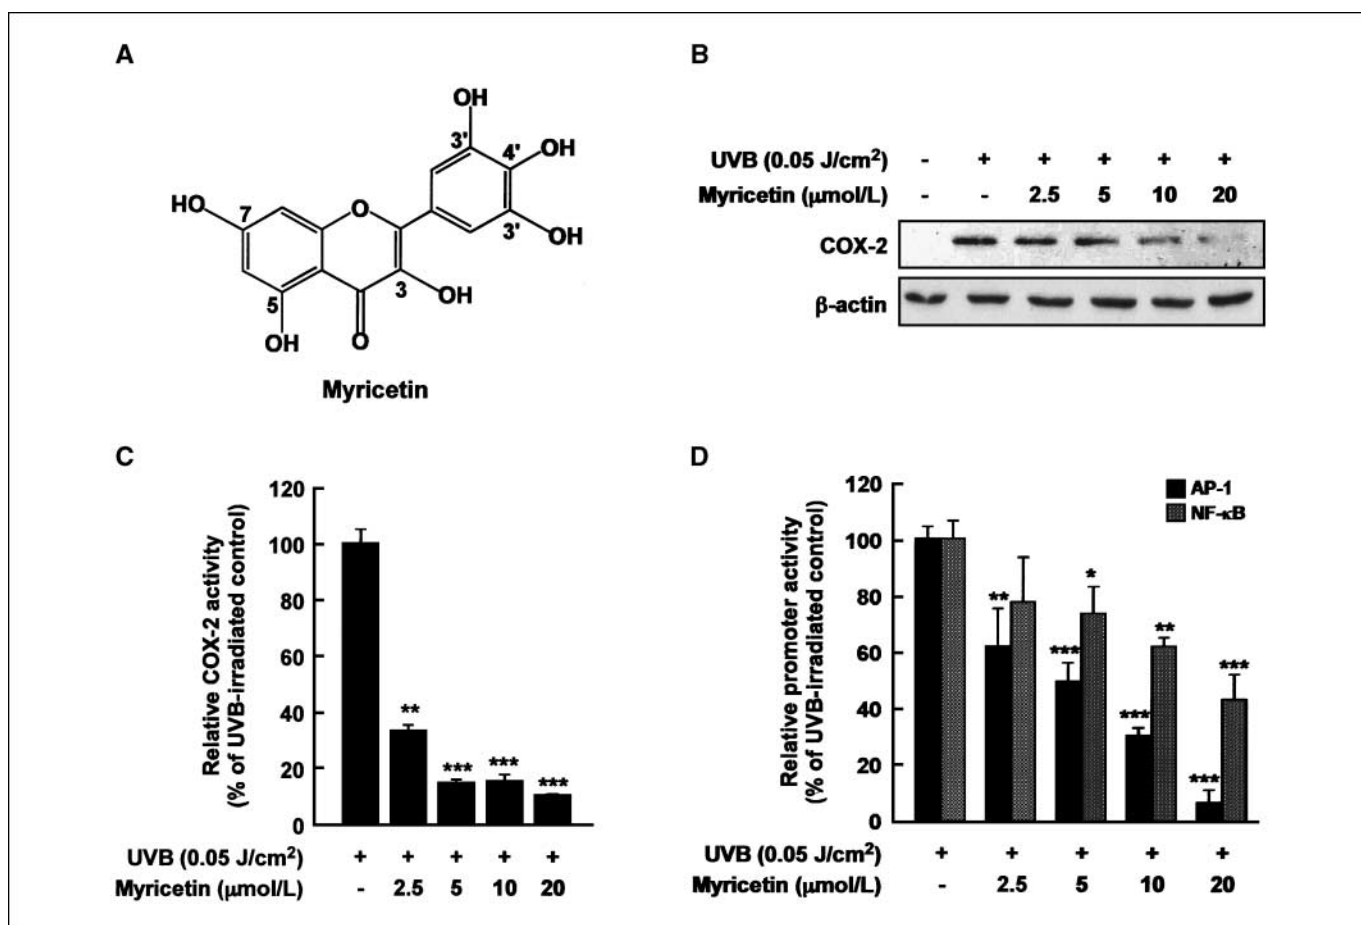 A
OH
3'
4'
OH
HO
7
O
3'
OH
5
3
OH
OH
O
Myricetin
B
UVB (0.05 J/cm²) - + + + + +
Myricetin (μmol/L) - - 2.5 5 10 20
COX-2
β-actin
C
Relative COX-2 activity
(% of UVB-irradiated control)
120
100
80
60
40
20
0
**
***
***
***
UVB (0.05 J/cm²) + + + + +
Myricetin (μmol/L) - 2.5 5 10 20
D
Relative promoter activity
(% of UVB-irradiated control)
120
100
80
60
40
20
0
AP-1
NF-κB
**
*
***
**
***
***
***
UVB (0.05 J/cm²) + + + + +
Myricetin (μmol/L) - 2.5 5 10 20